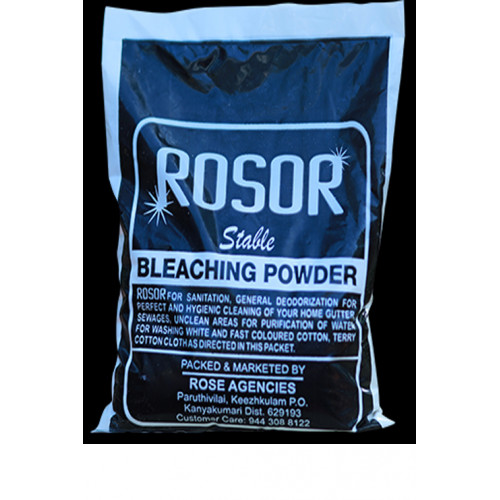 ROSOR
Stable
BLEACHING POWDER
ROSOR FOR SANITATION, GENERAL DEODORIZATION FOR
PERFECT AND HYGIENIC CLEANING OF YOUR HOME GUTTER
SEWAGES, UNCLEAN AREAS FOR PURIFICATION OF WATER
FOR WASHING WHITE AND FAST COLOURED COTTON, TERRY
COTTON CLOTH AS DIRECTED IN THIS PACKET.
PACKED & MARKETED BY
ROSE AGENCIES
Paruthivilai, Keezhkulam P.O.
Kanyakumari Dist. 629193
Customer Care: 944 308 8122